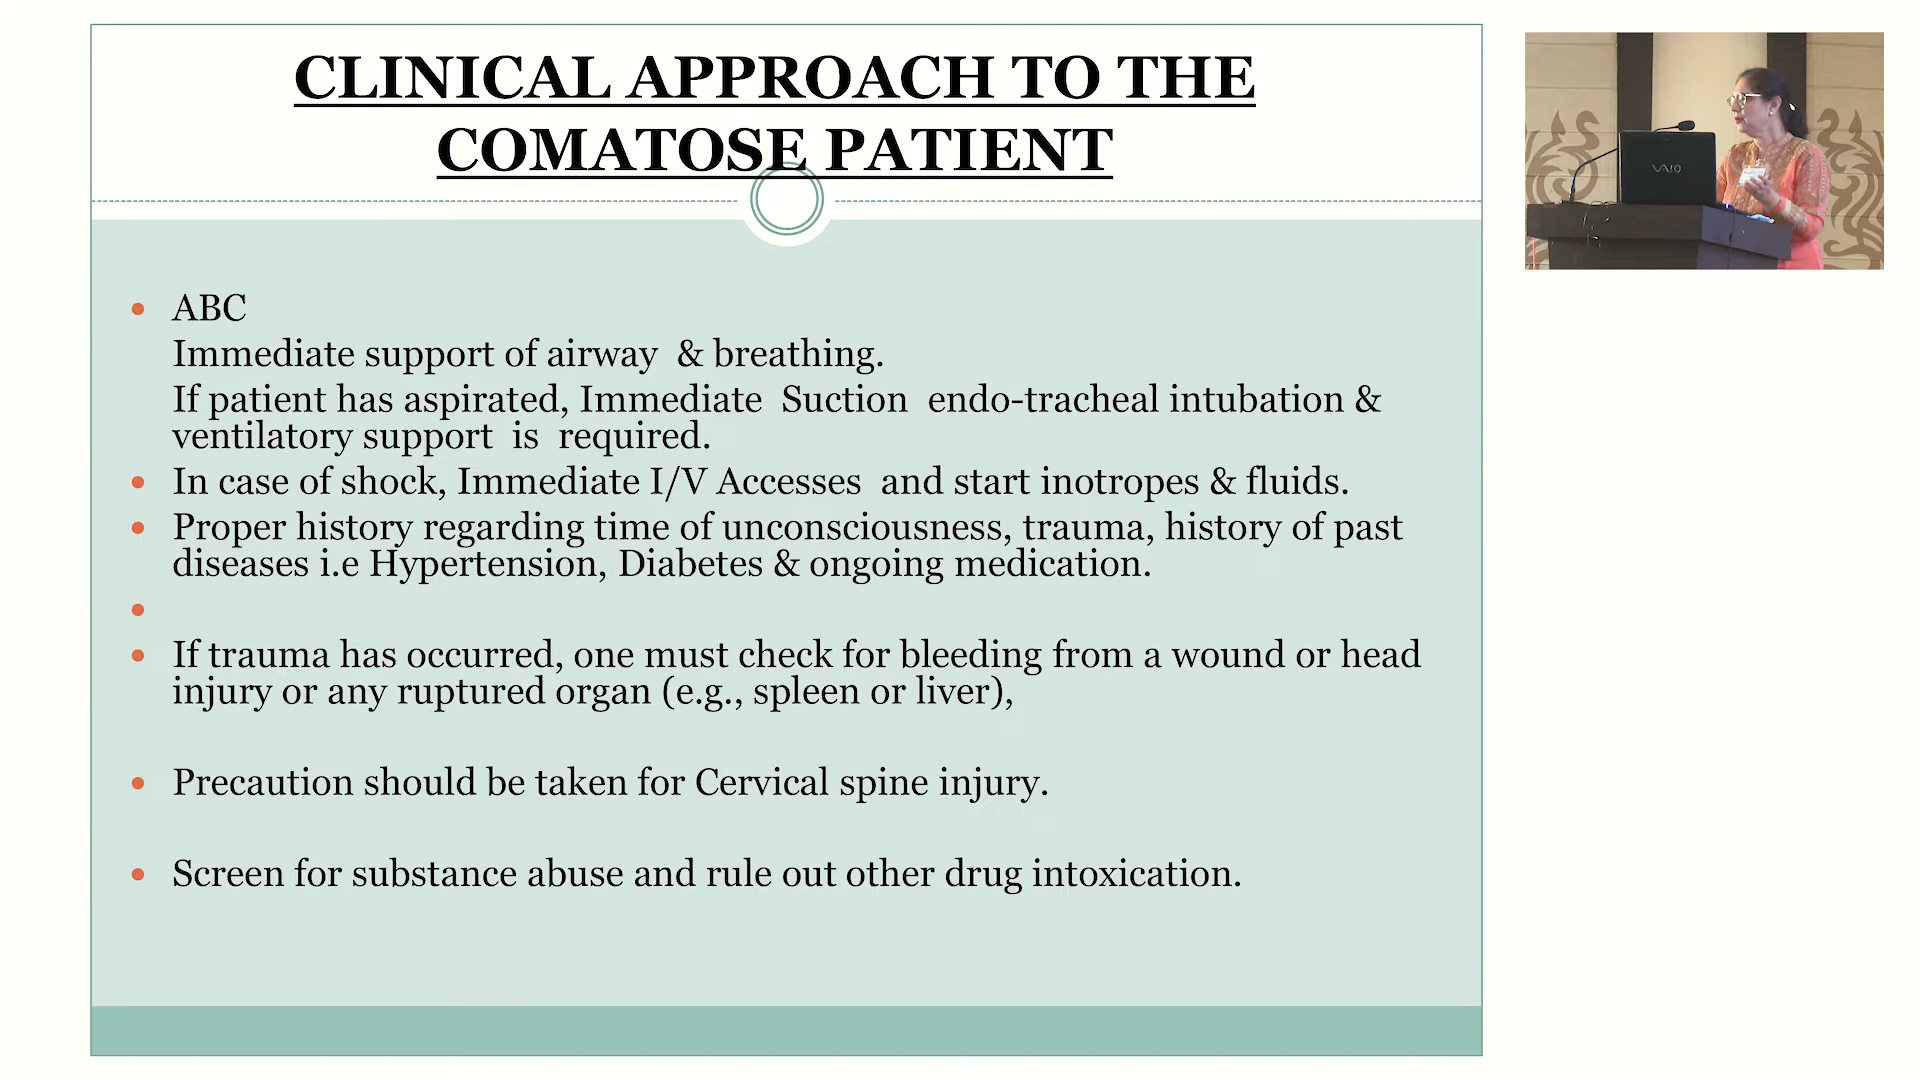 CLINICAL APPROACH TO THE
COMATOSE PATIENT
ABC
Immediate support of airway & breathing.
If patient has aspirated, Immediate Suction endo-tracheal intubation &
ventilatory support is required.
In case of shock, Immediate I/V Accesses and start inotropes & fluids.
Proper history regarding time of unconsciousness, trauma, history of past
diseases i.e Hypertension, Diabetes & ongoing medication.
If trauma has occurred, one must check for bleeding from a wound or head
injury or any ruptured organ (e.g., spleen or liver),
Precaution should be taken for Cervical spine injury.
Screen for substance abuse and rule out other drug intoxication.
VAIO